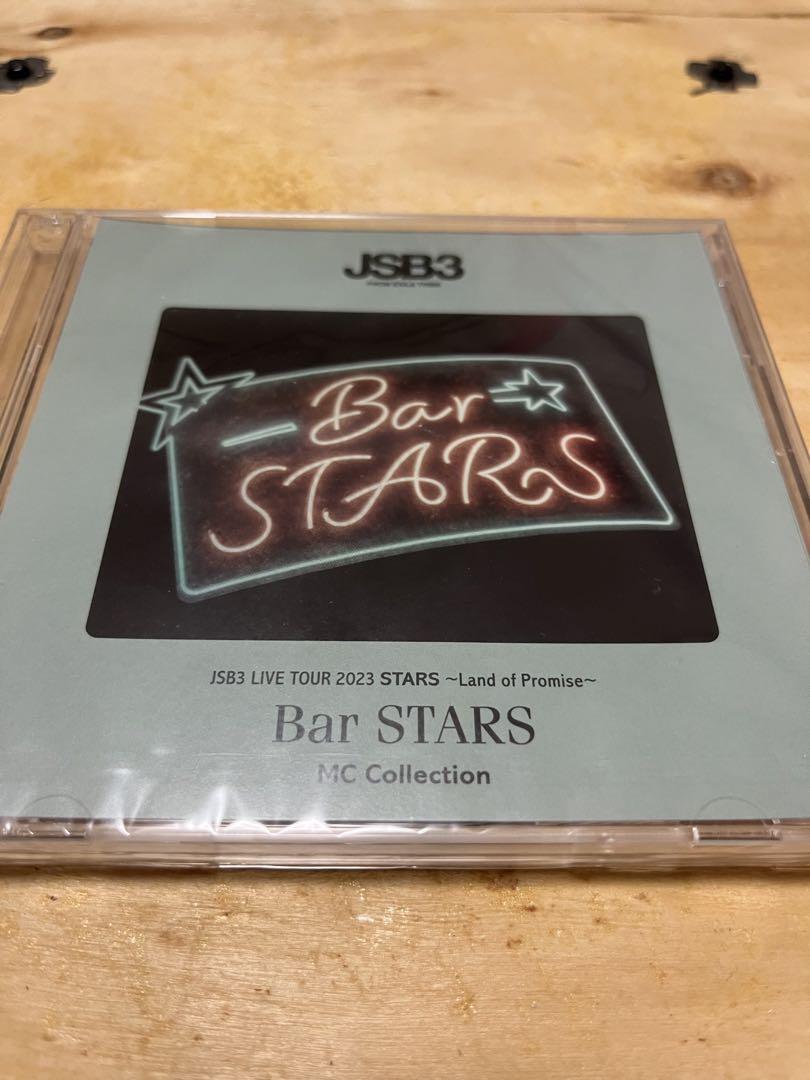 JSB3
Bar
STARS
JSB3 LIVE TOUR 2023 STARS ~Land of Promise~
Bar STARS
MC Collection